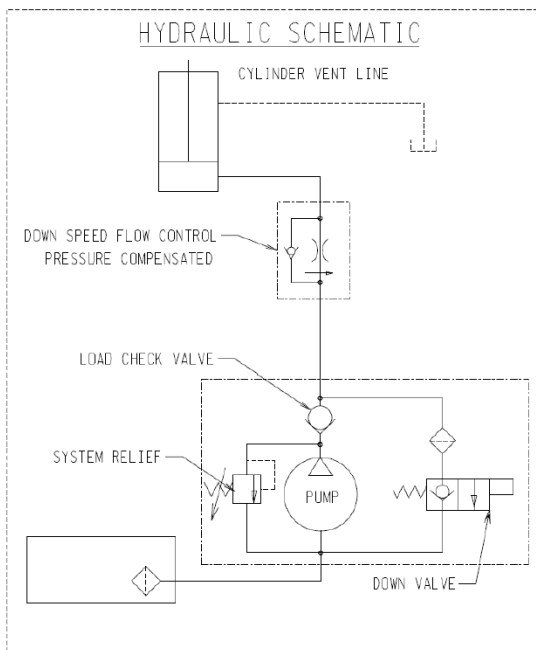 HYDRAULIC SCHEMATIC
CYLINDER VENT LINE
DOWN SPEED FLOW CONTROL
PRESSURE COMPENSATED
LOAD CHECK VALVE
SYSTEM RELIEF
PUMP
DOWN VALVE